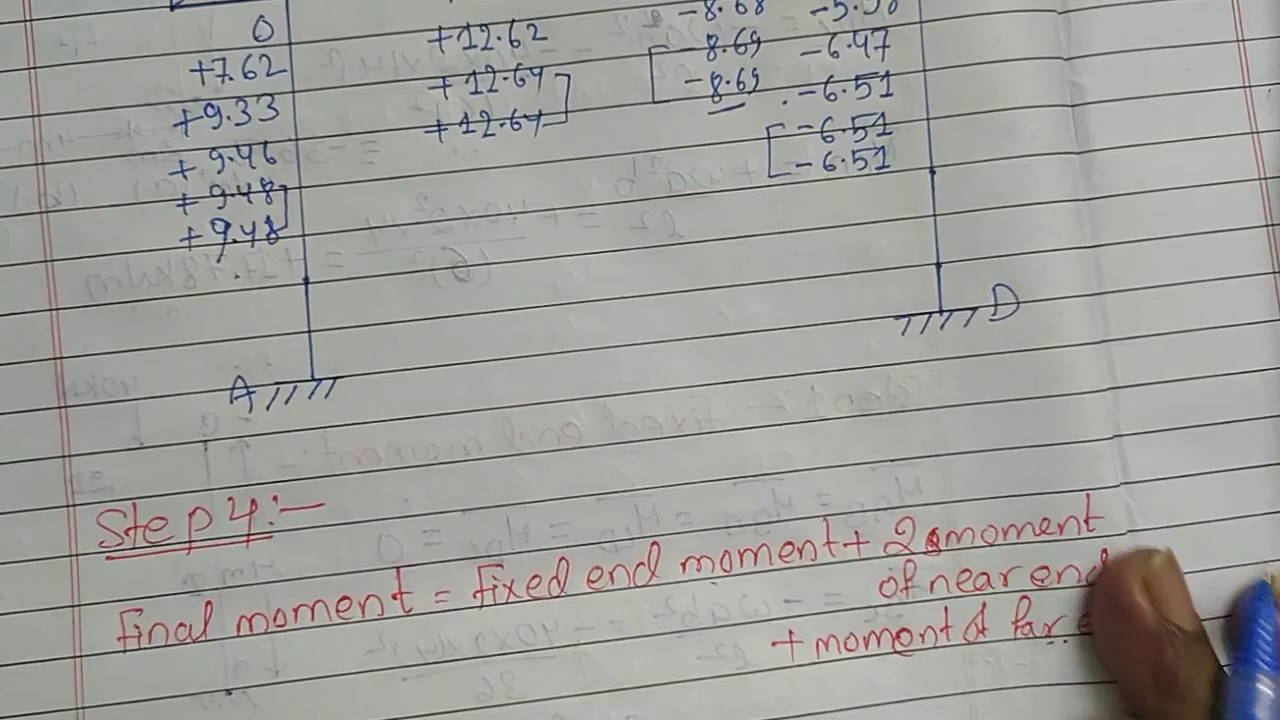 0
+7.62
+9.33
+9.46
+9.48
+9.48
+12.62
+12.64
+12.64
-8.68
-8.69
-8.69
-6.47
-6.51
-6.51
-6.51
A
D
Step 4:-
Final moment = fixed end moment + 2 moment
of near end
+ moment of far